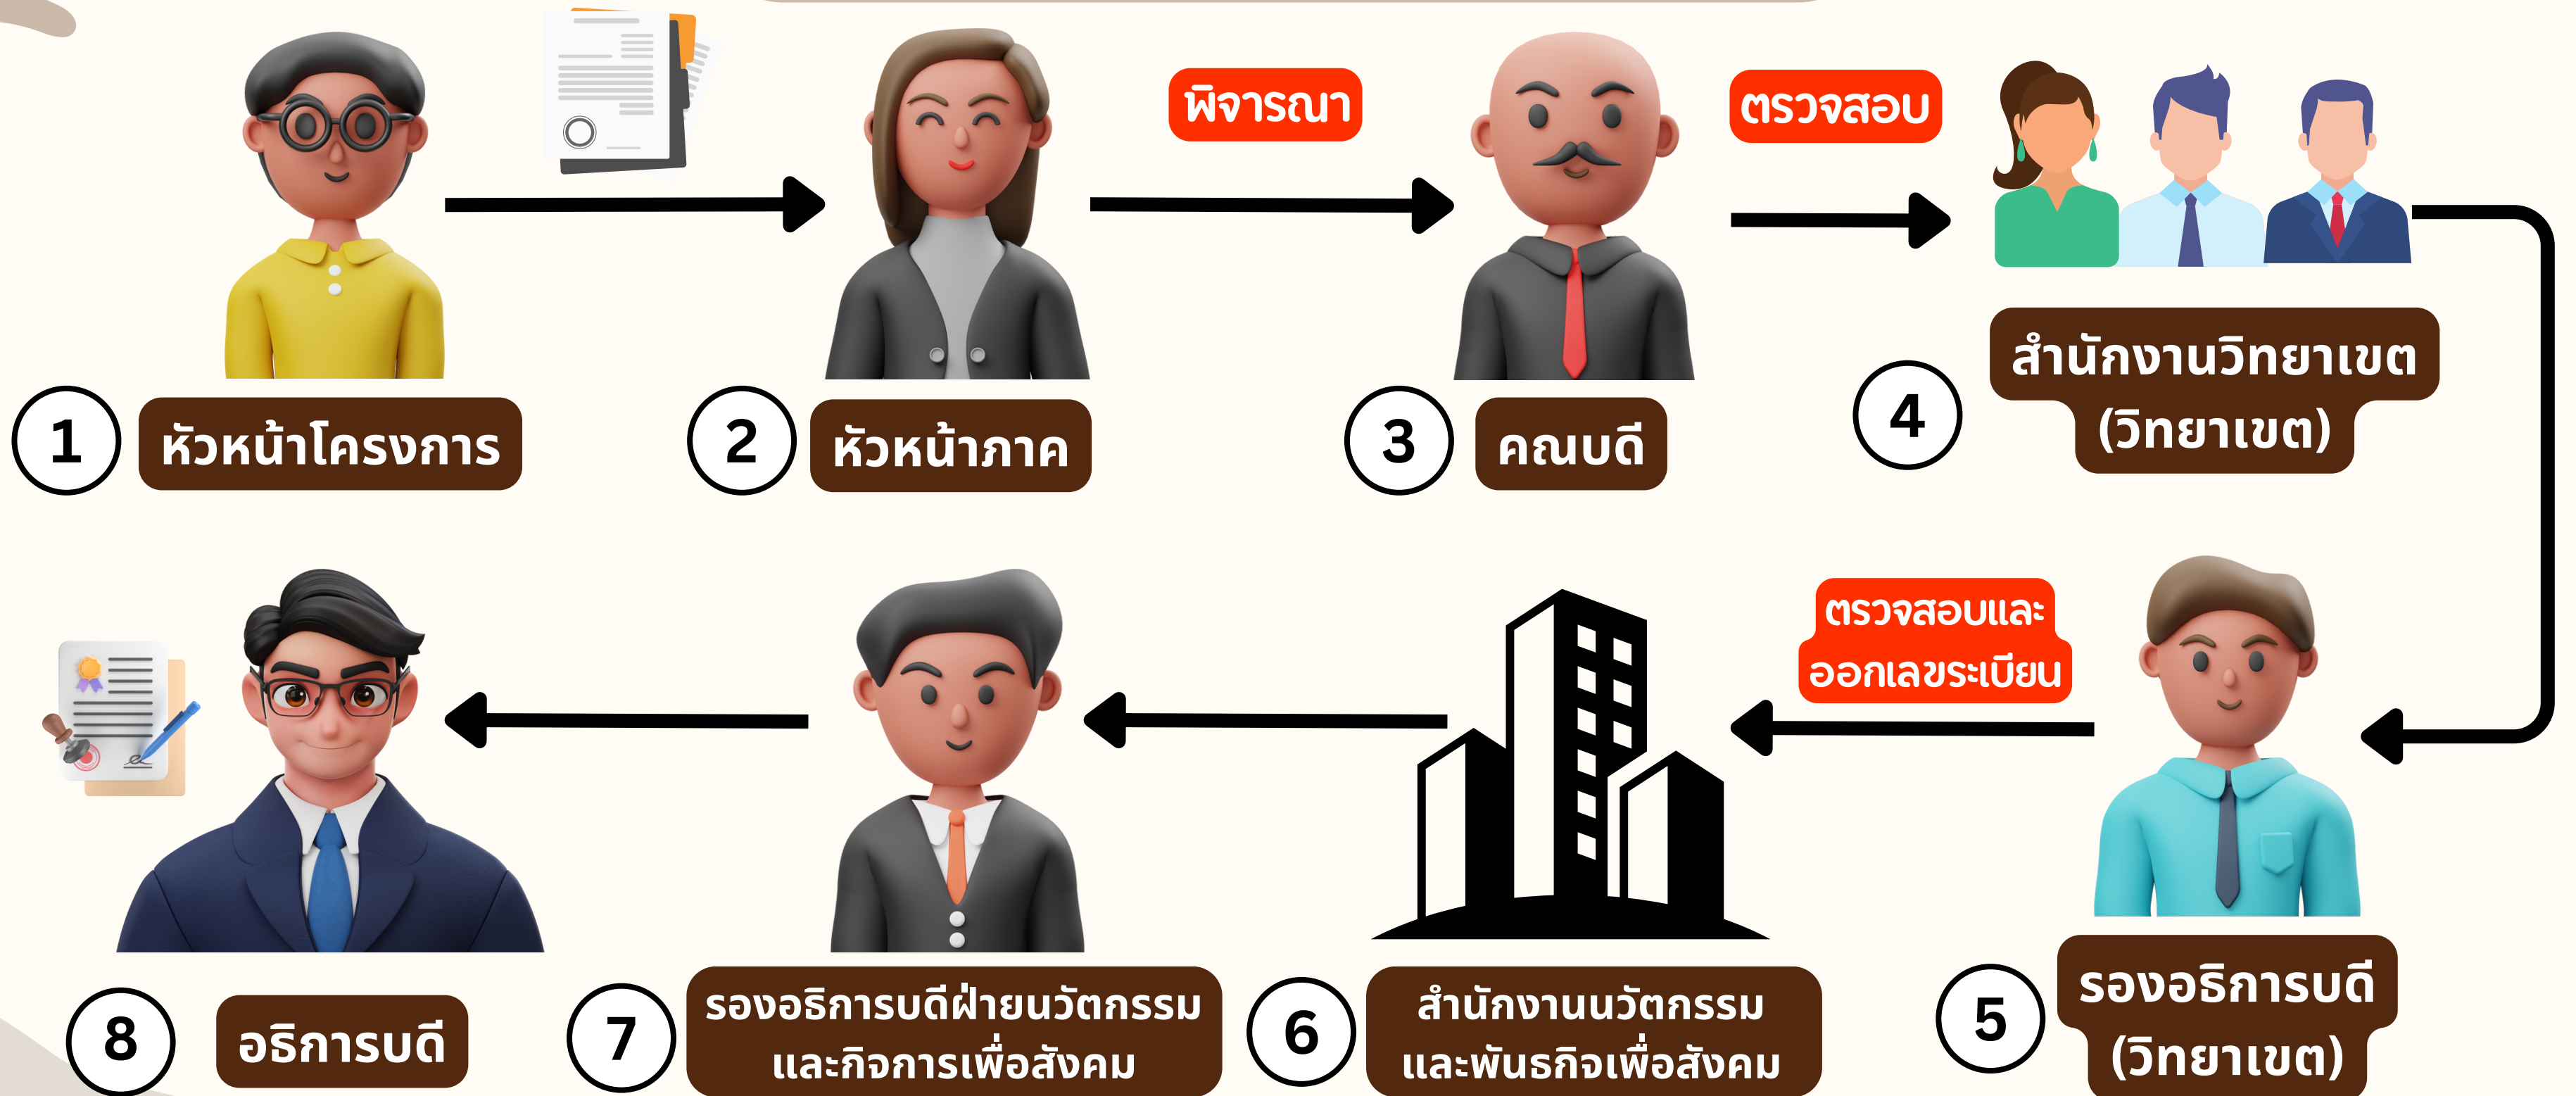 พิจารณา
ตรวจสอบ
1
หัวหน้าโครงการ
2
หัวหน้าภาค
3
คณบดี
4
สำนักงานวิทยาเขต
(วิทยาเขต)
ตรวจสอบและ
ออกเลขระเบียน
8
อธิการบดี
7
รองอธิการบดีฝ่ายนวัตกรรม
และกิจการเพื่อสังคม
6
สำนักงานนวัตกรรม
และพันธกิจเพื่อสังคม
5
รองอธิการบดี
(วิทยาเขต)